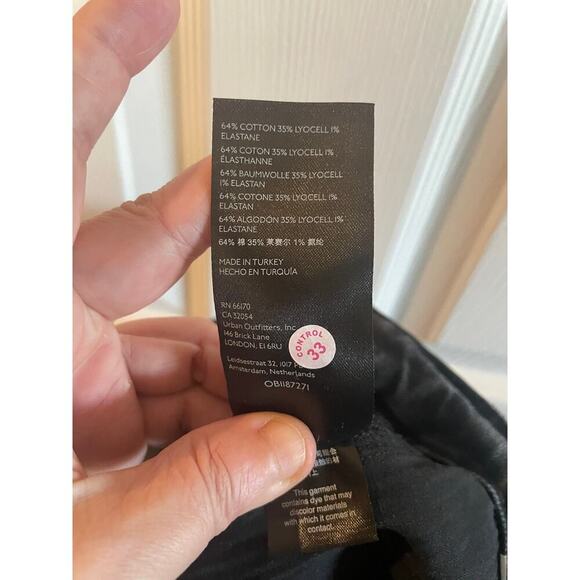 64% COTTON 35% LYOCELL 1%
ELASTANE
64% COTON 35% LYOCELL 1%
ÉLASTHANNE
64% BAUMWOLLE 35% LYOCELL
1% ELASTAN
64% COTONE 35% LYOCELL 1%
ELASTAN
64% ALGODÓN 35% LYOCELL 1%
ELASTANE
64% 棉 35% 莱赛尔 1% 氨纶
MADE IN TURKEY
HECHO EN TURQUÍA
RN 66170
CA 32054
Urban Outfitters, Inc
146 Brick Lane
LONDON, E1 6RU
Leidsestraat 32, 1017
Amsterdam, Netherlands
OB1187271
CONTROL
33
This garment
contains dye that may
discolor materials
with which it comes in
contact.